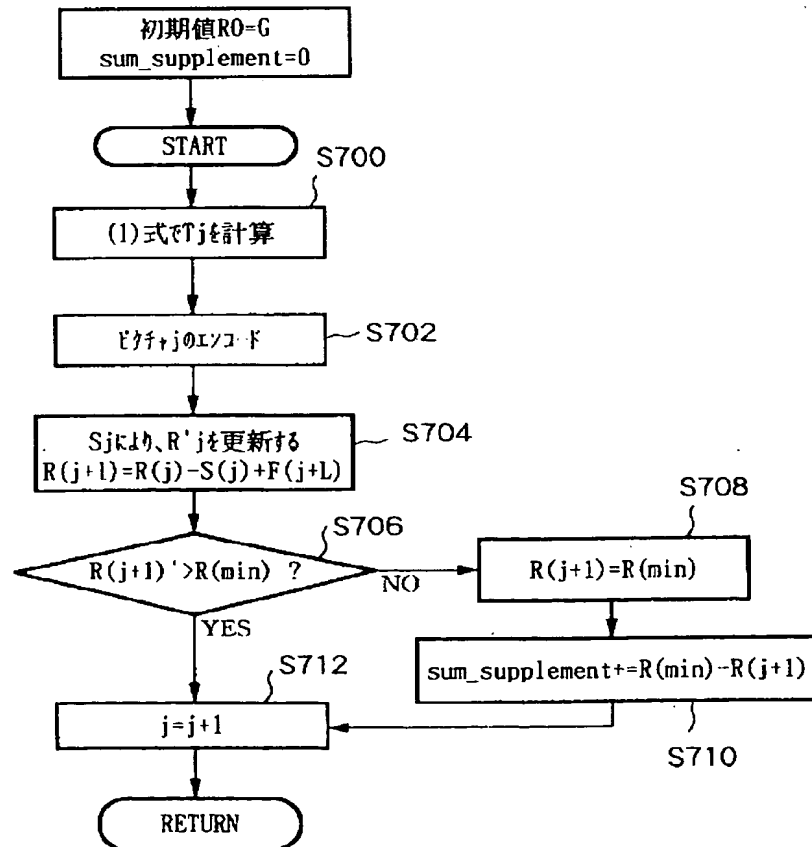 初期値R0=G
sum_supplement=0
START
S700
(1)式でTjを計算
ピクチャjのエンコード
S702
Sjにより、R'jを更新する
R(j+1)=R(j)-S(j)+F(j+L)
S704
S706
R(j+1)'>R(min) ?
NO
YES
S708
R(j+1)=R(min)
sum_supplement+=R(min)-R(j+1)
S710
S712
j=j+1
RETURN